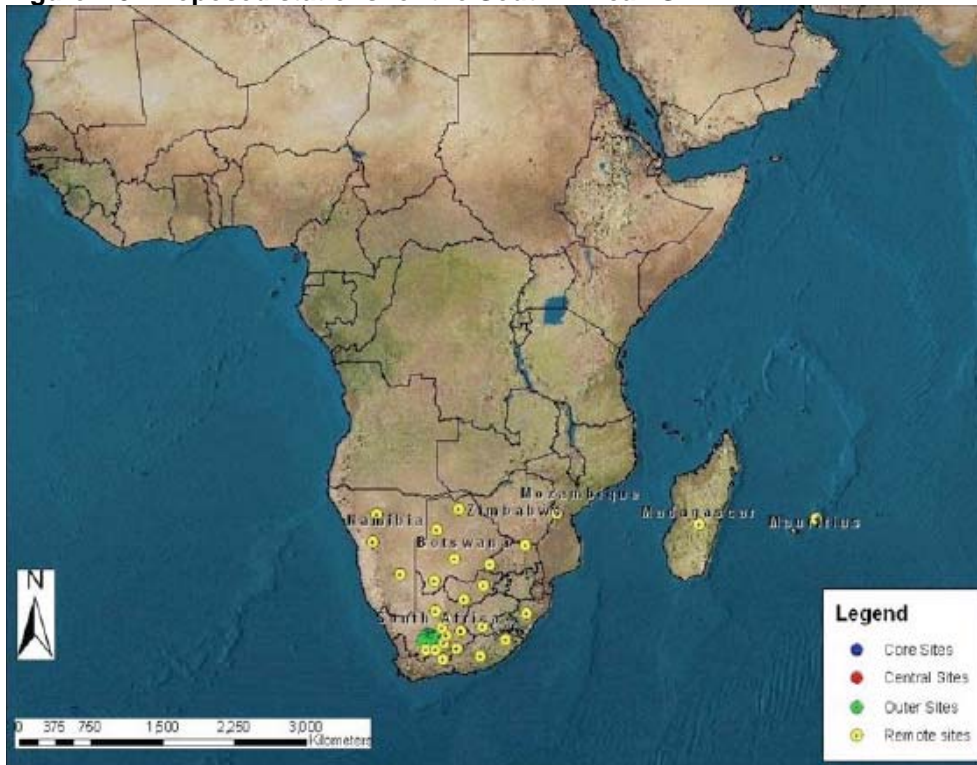 Mozambique
Zimbabwe
Namibia
Madagascar
Mauritius
Botswana
South Africa
N
Legend
Core Sites
Central Sites
Outer Sites
Remote sites
0 375 750 1,500 2,250 3,000
Kilometers